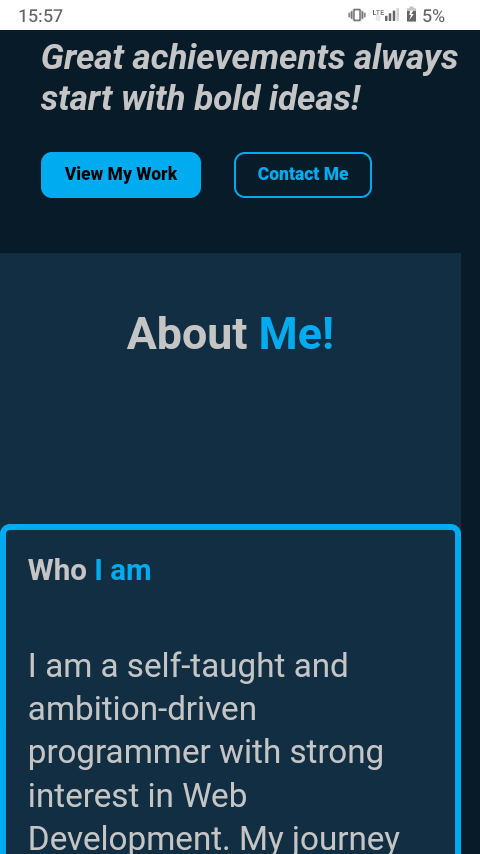 15:57
LTE
5%
Great achievements always
start with bold ideas!
View My Work
Contact Me
About Me!
Who I am
I am a self-taught and
ambition-driven
programmer with strong
interest in Web
Development. My journey